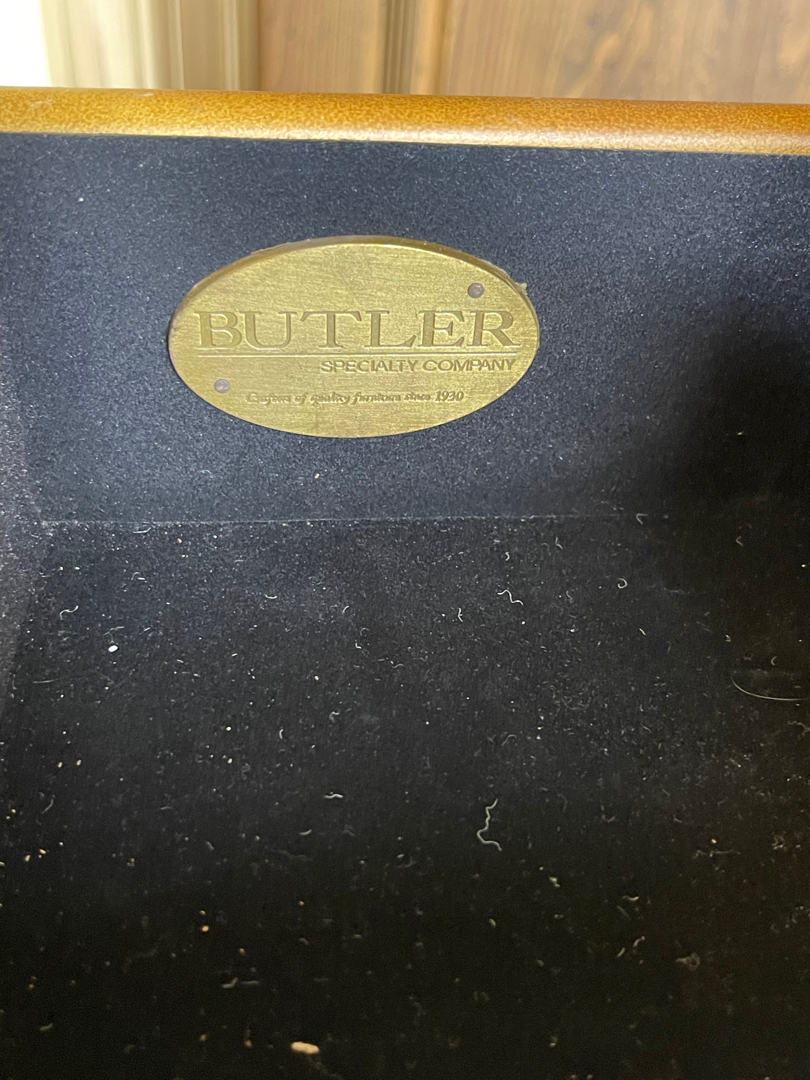 BUTLER
SPECIALTY COMPANY
Crafters of quality furniture since 1930